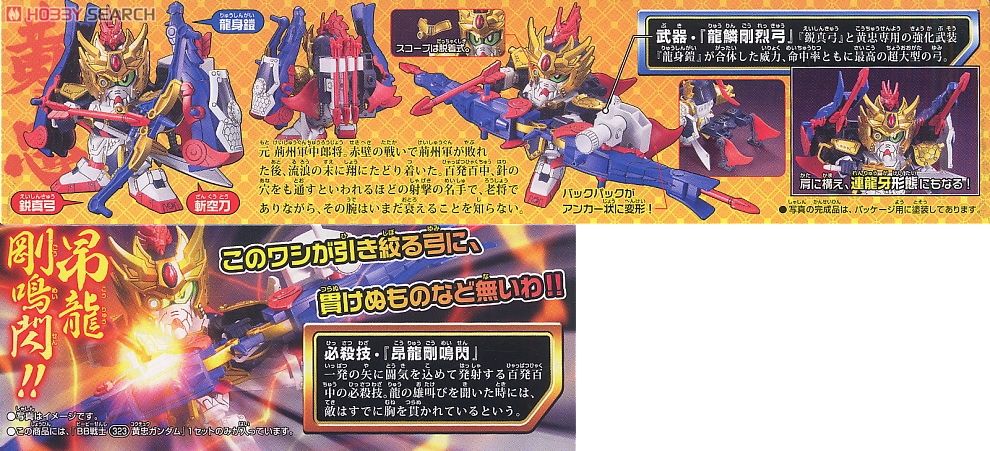 HOBBY SEARCH
黄忠
龍身鎧
鋭真弓
斬空刀
スコープは脱着式。
元 荊州軍中郎将。赤壁の戦いで荊州軍が敗れ
た後、流浪の末に翔にたどり着いた。百発百中、針の
穴をも通すといわれるほどの射撃の名手で、老将で
ありながら、その腕はいまだ衰えることを知らない。
バックパックが
アンカー状に変形!
武器・『龍鱗剛烈弓』『鋭真弓』と黄忠専用の強化武装
『龍身鎧』が合体した威力、命中率ともに最高の超大型の弓。
肩に構え、連龍牙形態にもなる!
●写真の完成品は、パッケージ用に塗装してあります。
昂龍
剛鳴閃!!
このワシが引き絞る弓に、
貫けぬものなど無いわ!!
必殺技・『昂龍剛鳴閃』
一発の矢に闘気を込めて発射する百発百
中の必殺技。龍の雄叫びを聞いた時には、
敵はすでに胸を貫かれているという。
●写真はイメージです。
●この商品には、『BB戦士 323 黄忠ガンダム』1セットのみが入っています。